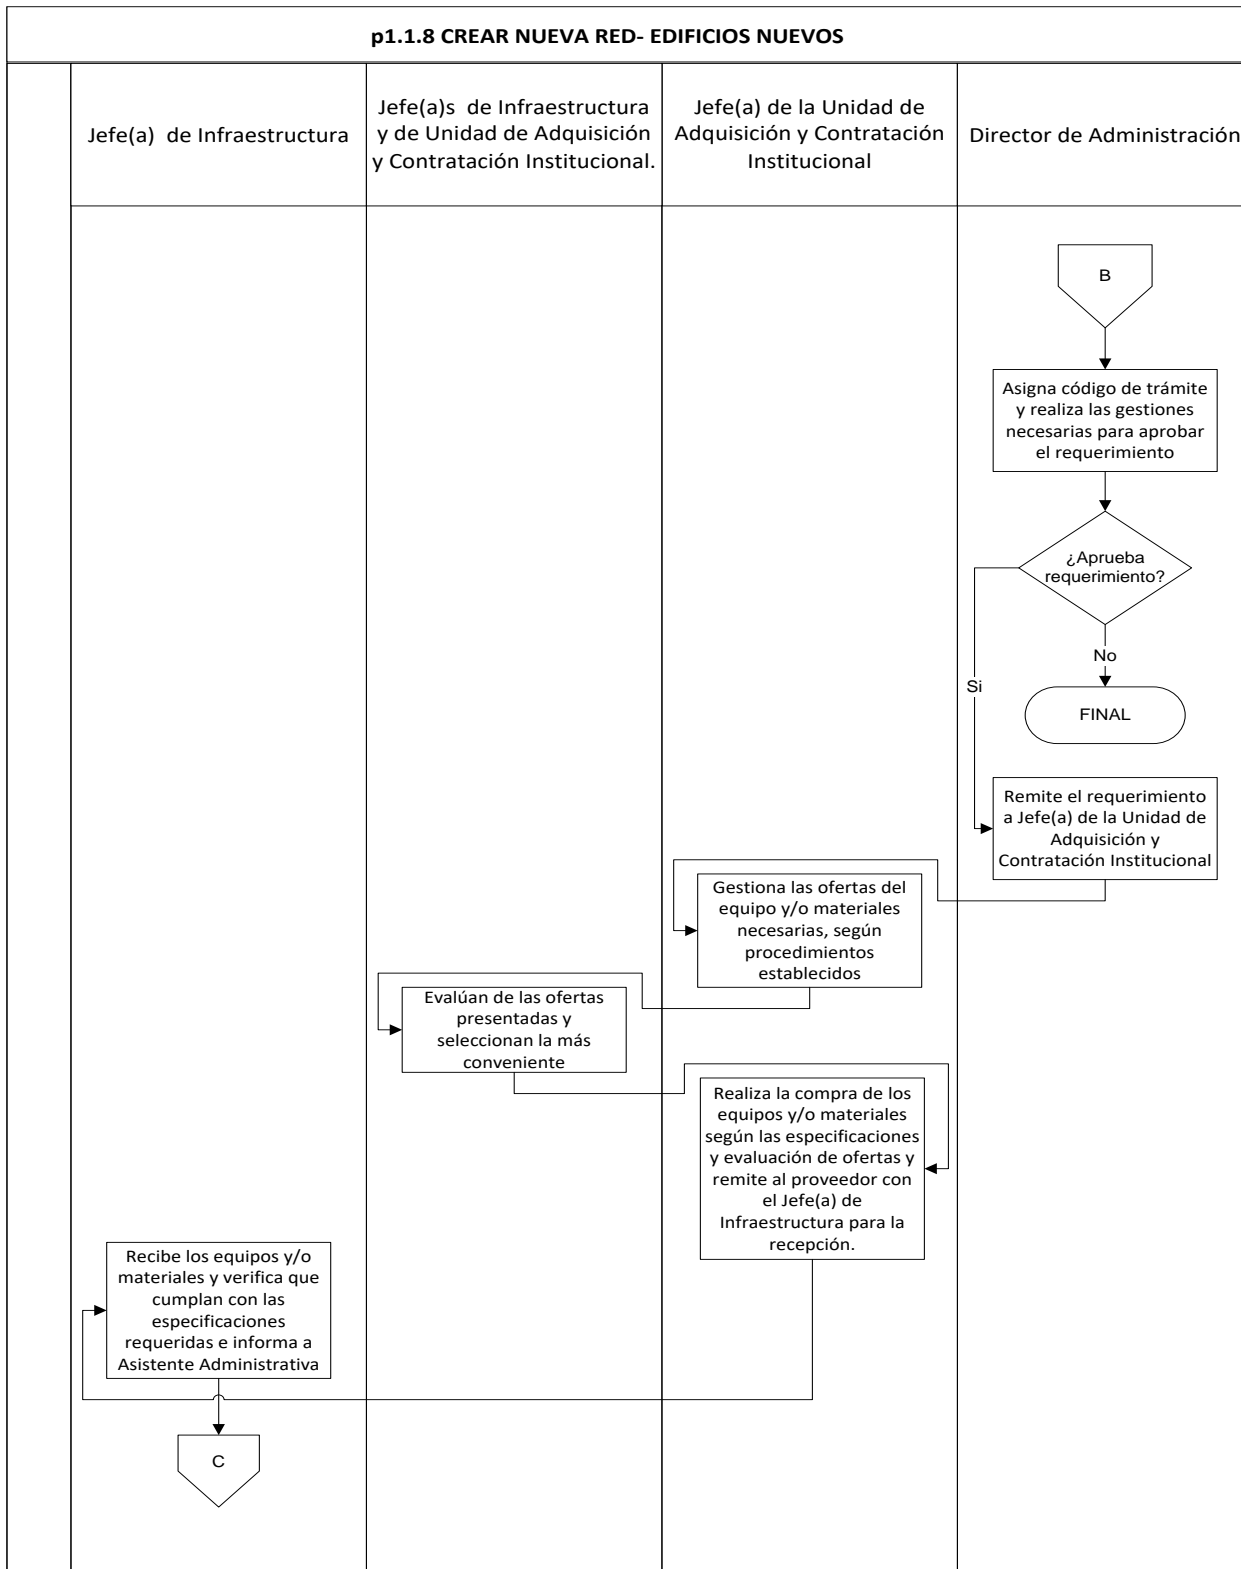 p1.1.8 CREAR NUEVA RED- EDIFICIOS NUEVOS
Jefe(a) de Infraestructura
Jefe(a)s de Infraestructura
y de Unidad de Adquisición
y Contratación Institucional.
Jefe(a) de la Unidad de
Adquisición y Contratación
Institucional
Director de Administración
B
Asigna código de trámite
y realiza las gestiones
necesarias para aprobar
el requerimiento
¿Aprueba
requerimiento?
No
Si
FINAL
Remite el requerimiento
a Jefe(a) de la Unidad de
Adquisición y
Contratación Institucional
Gestiona las ofertas del
equipo y/o materiales
necesarias, según
procedimientos
establecidos
Evalúan de las ofertas
presentadas y
seleccionan la más
conveniente
Realiza la compra de los
equipos y/o materiales
según las especificaciones
y evaluación de ofertas y
remite al proveedor con
el Jefe(a) de
Infraestructura para la
recepción.
Recibe los equipos y/o
materiales y verifica que
cumplan con las
especificaciones
requeridas e informa a
Asistente Administrativa
C